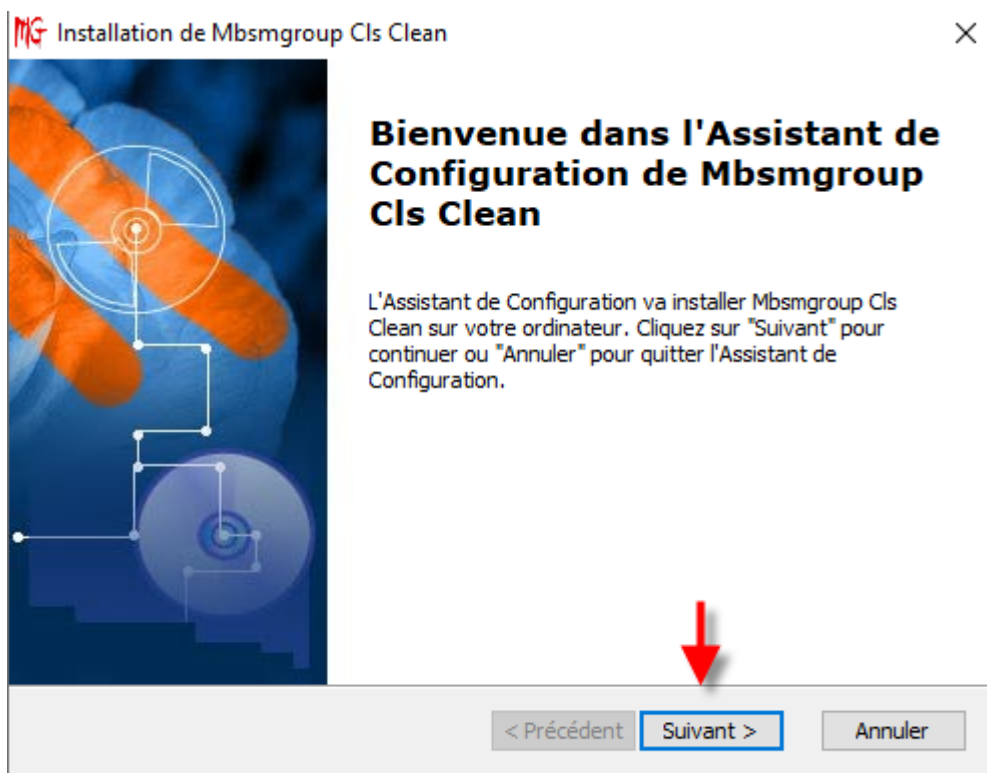 MG Installation de Mbsmgroup Cls Clean
Bienvenue dans l'Assistant de
Configuration de Mbsmgroup
Cls Clean
L'Assistant de Configuration va installer Mbsmgroup Cls
Clean sur votre ordinateur. Cliquez sur "Suivant" pour
continuer ou "Annuler" pour quitter l'Assistant de
Configuration.
< Précédent Suivant > Annuler